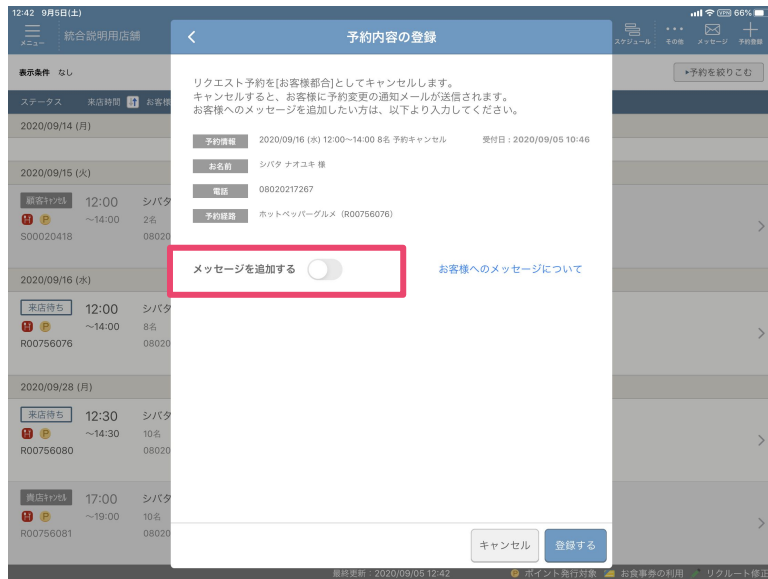 12:42 9月5日(土)
66%
メニュー
統合説明用店舗
予約内容の登録
スケジュール
その他
メッセージ
予約登録
表示条件 なし
▸予約を絞りこむ
ステータス 来店時間 お客様
2020/09/14 (月)
2020/09/15 (火)
顧客ｷｬﾝｾﾙ 12:00 シバタ
～14:00 2名
S00020418 08020
2020/09/16 (水)
来店待ち 12:00 シバタ
～14:00 8名
R00756076 08020
2020/09/28 (月)
来店待ち 12:30 シバタ
～14:30 10名
R00756080 08020
貴店ｷｬﾝｾﾙ 17:00 シバタ
～19:00 10名
R00756081 08020
リクエスト予約を[お客様都合]としてキャンセルします。
キャンセルすると、お客様に予約変更の通知メールが送信されます。
お客様へのメッセージを追加したい方は、以下より入力してください。
予約情報 2020/09/16 (水) 12:00～14:00 8名 予約キャンセル 受付日：2020/09/05 10:46
お名前 シバタ ナオユキ 様
電話 08020217267
予約経路 ホットペッパーグルメ（R00756076）
メッセージを追加する
お客様へのメッセージについて
キャンセル
登録する
最終更新：2020/09/05 12:42
P ポイント発行対象
お食事券の利用
リクルート修正